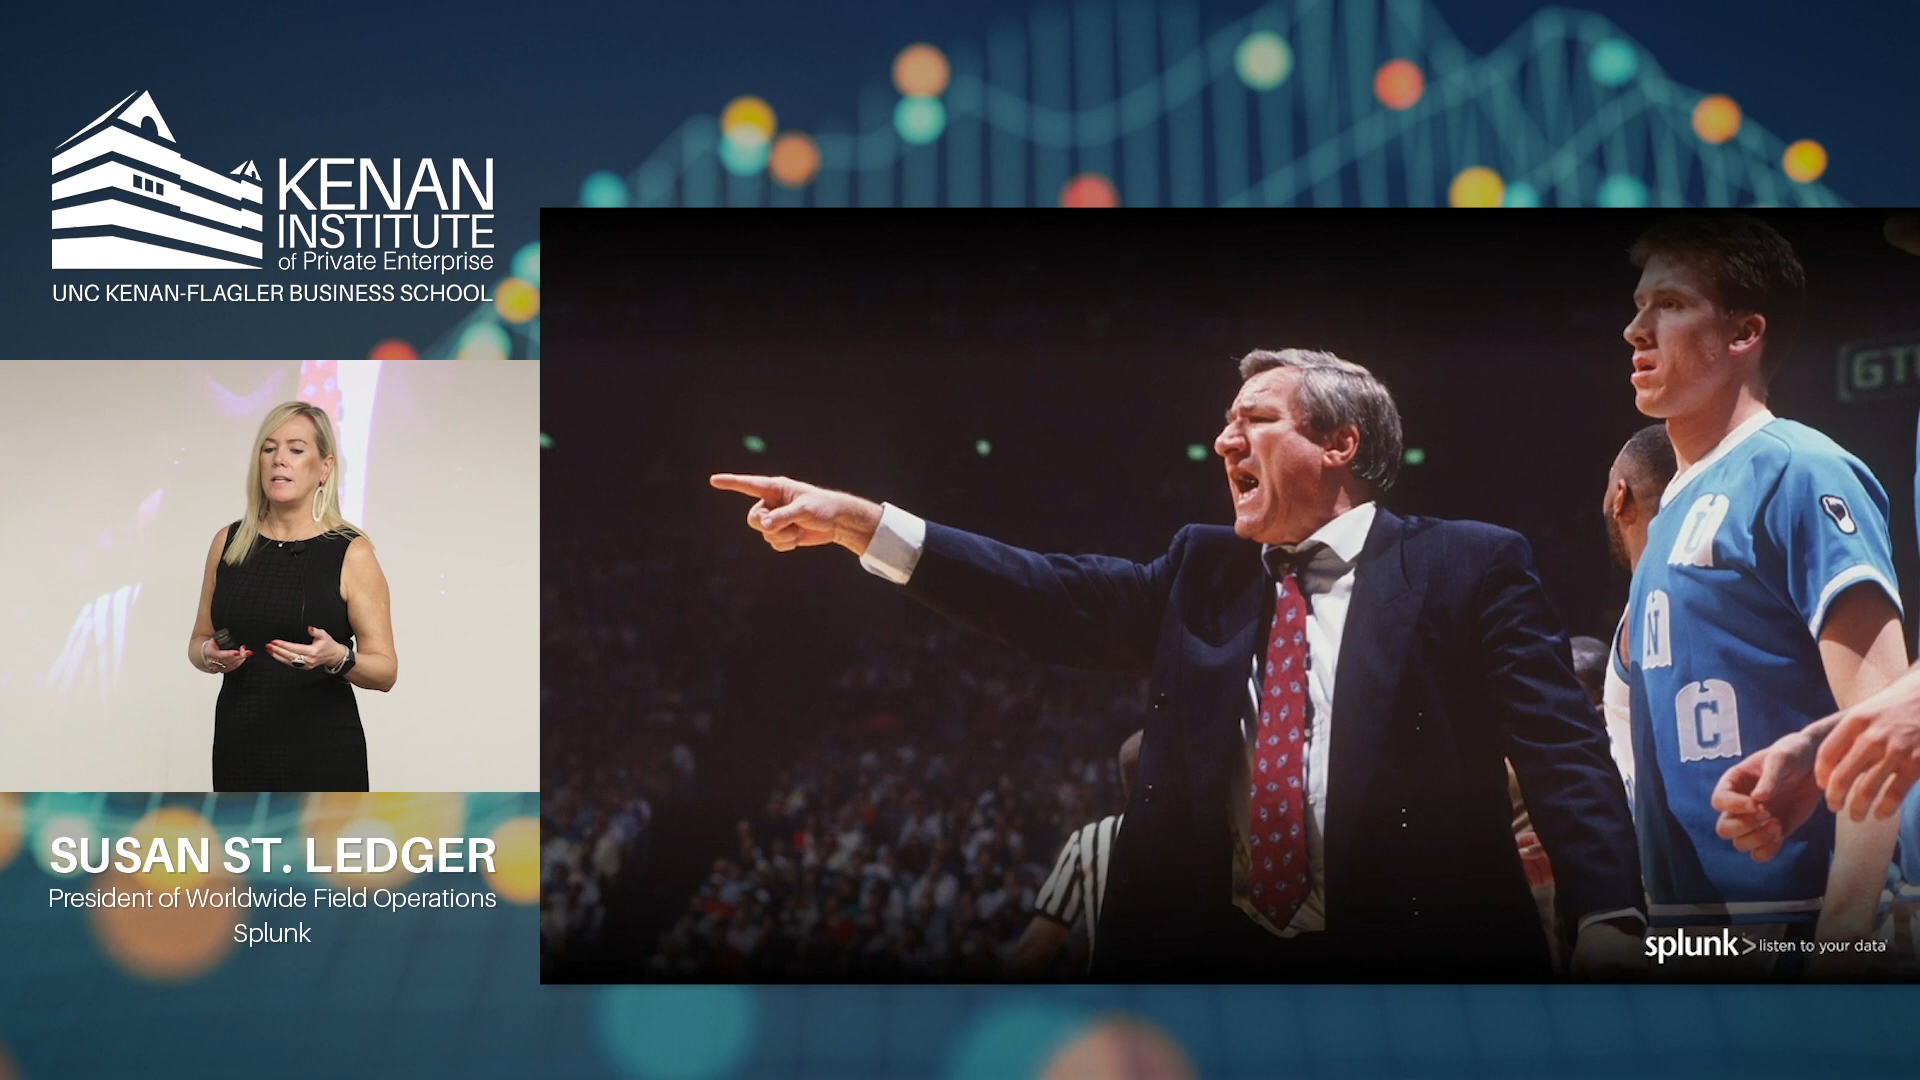 KENAN
INSTITUTE
of Private Enterprise
UNC KENAN-FLAGLER BUSINESS SCHOOL
SUSAN ST. LEDGER
President of Worldwide Field Operations
Splunk
U
N
C
splunk> listen to your data